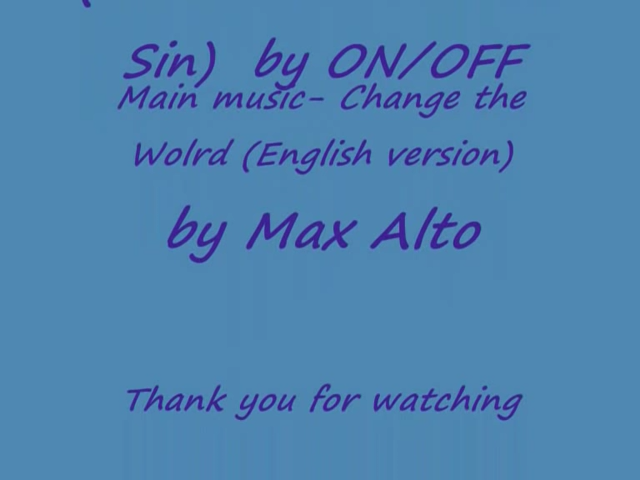 Sin) by ON/OFF
Main music- Change the
Wolrd (English version)
by Max Alto
Thank you for watching